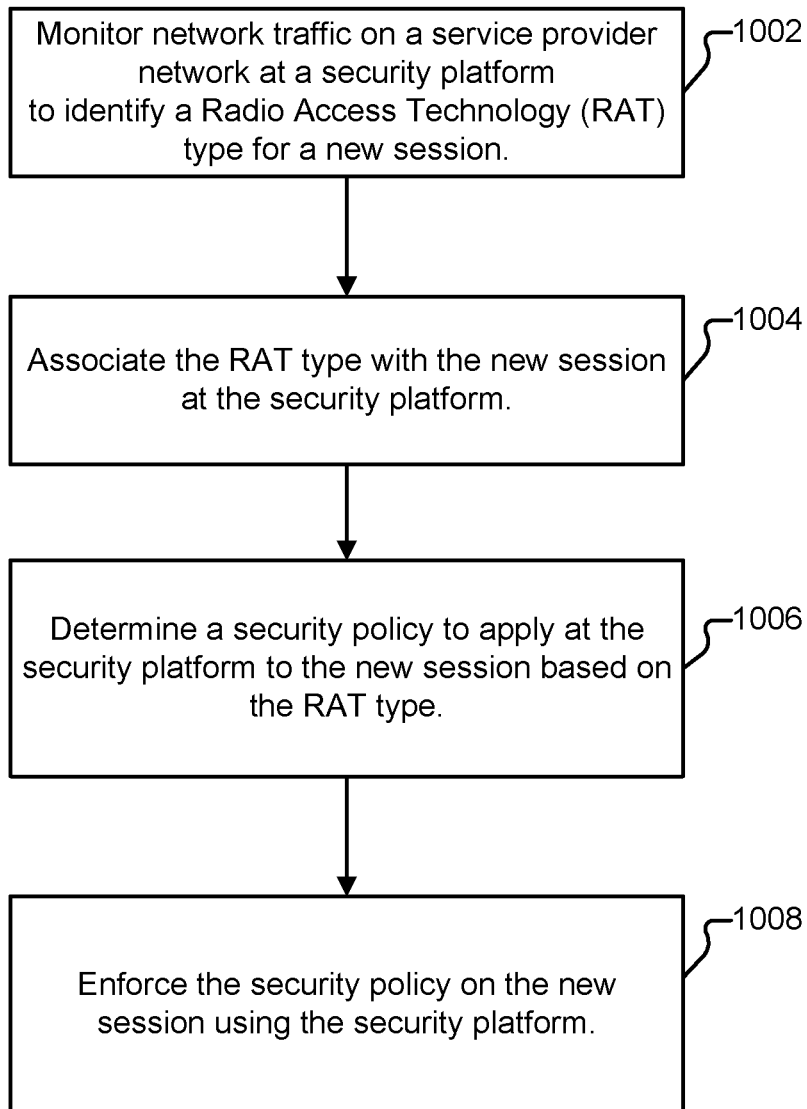 Monitor network traffic on a service provider
network at a security platform
to identify a Radio Access Technology (RAT)
type for a new session.
1002
Associate the RAT type with the new session
at the security platform.
1004
Determine a security policy to apply at the
security platform to the new session based on
the RAT type.
1006
Enforce the security policy on the new
session using the security platform.
1008